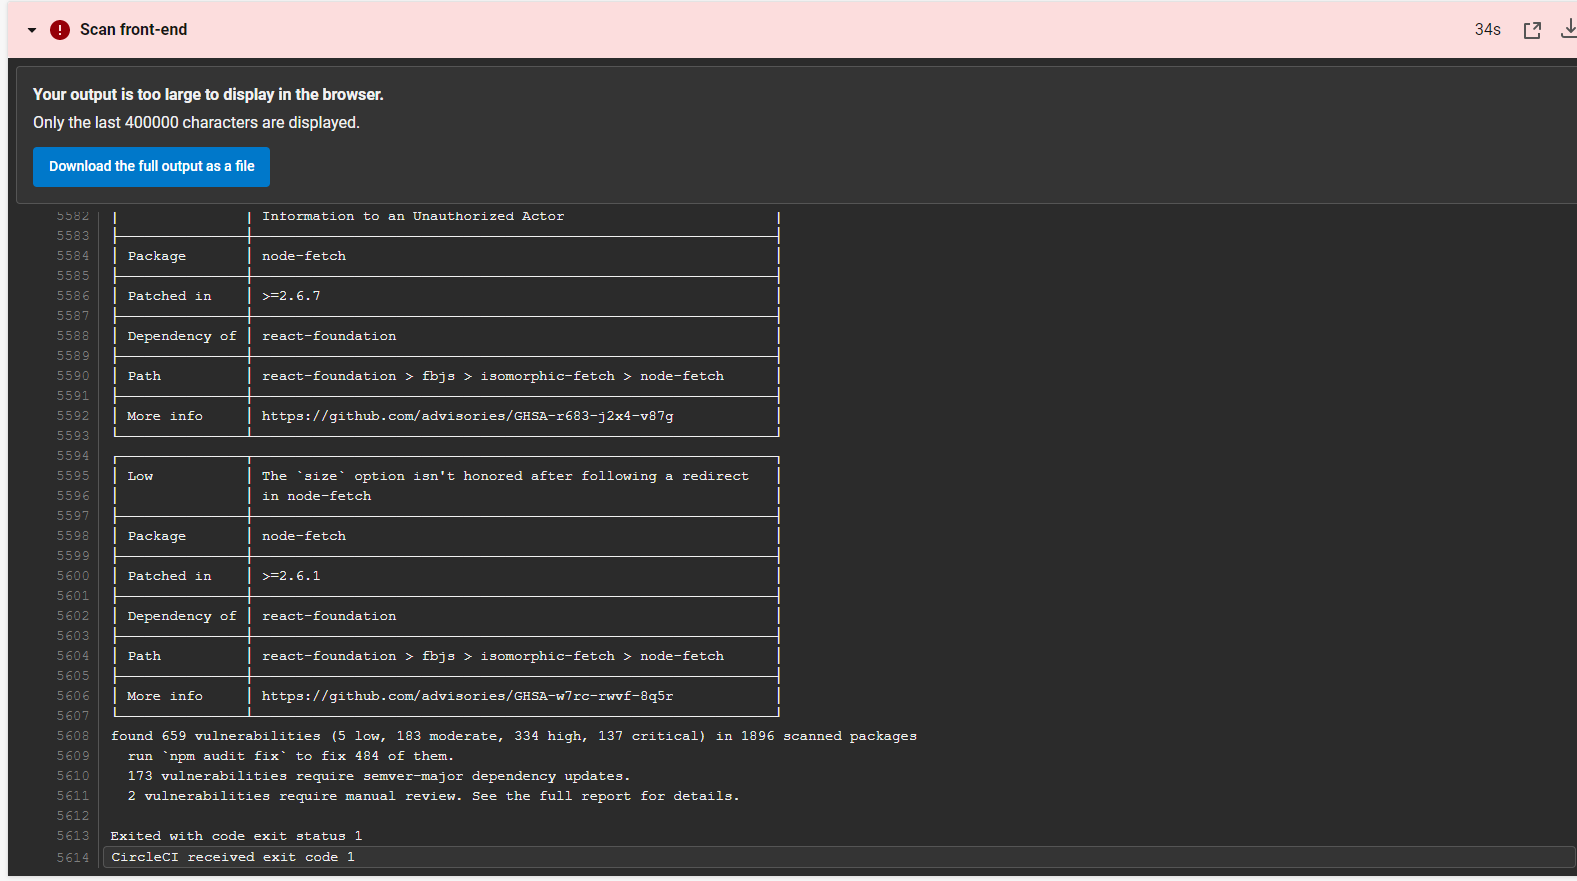 Scan front-end
34s
Your output is too large to display in the browser.
Only the last 400000 characters are displayed.
Download the full output as a file
5582 Information to an Unauthorized Actor
5583
5584 Package node-fetch
5585
5586 Patched in >=2.6.7
5587
5588 Dependency of react-foundation
5589
5590 Path react-foundation > fbjs > isomorphic-fetch > node-fetch
5591
5592 More info https://github.com/advisories/GHSA-r683-j2x4-v87g
5593
5594
5595 Low The `size` option isn't honored after following a redirect
5596 in node-fetch
5597
5598 Package node-fetch
5599
5600 Patched in >=2.6.1
5601
5602 Dependency of react-foundation
5603
5604 Path react-foundation > fbjs > isomorphic-fetch > node-fetch
5605
5606 More info https://github.com/advisories/GHSA-w7rc-rwvf-8q5r
5607
5608 found 659 vulnerabilities (5 low, 183 moderate, 334 high, 137 critical) in 1896 scanned packages
5609 run `npm audit fix` to fix 484 of them.
5610 173 vulnerabilities require semver-major dependency updates.
5611 2 vulnerabilities require manual review. See the full report for details.
5612
5613 Exited with code exit status 1
5614 CircleCI received exit code 1